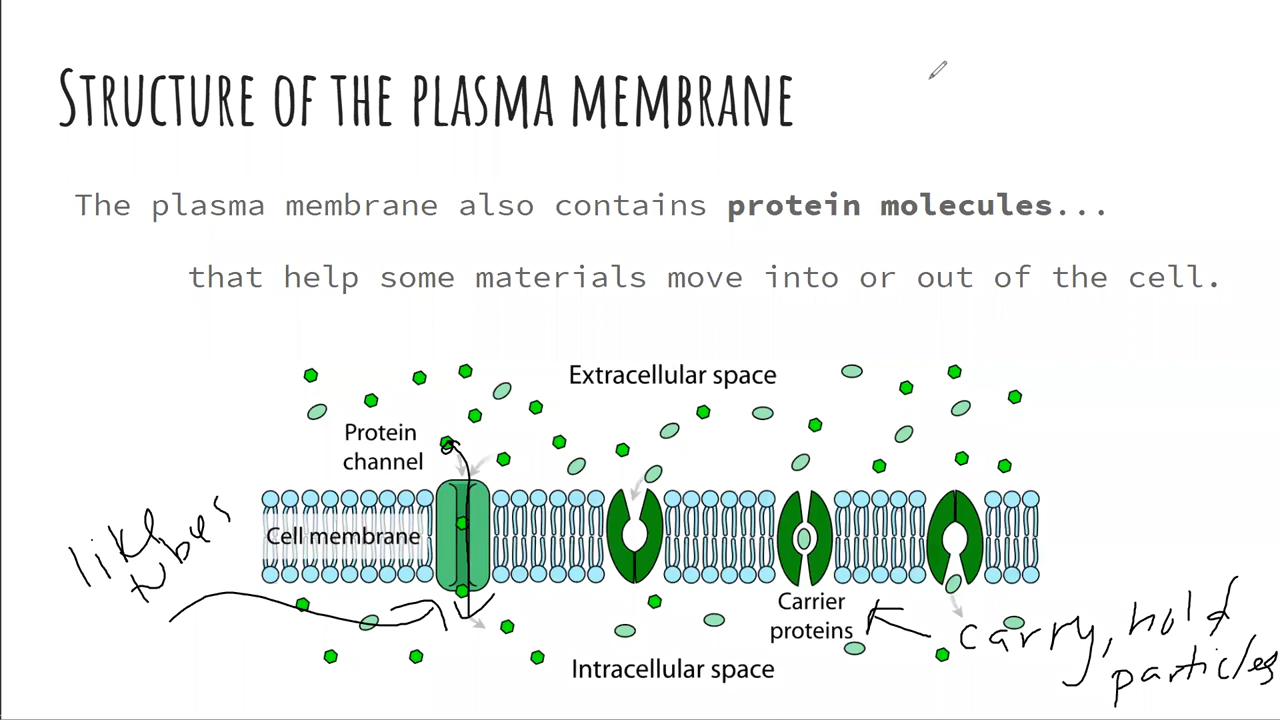 STRUCTURE OF THE PLASMA MEMBRANE
The plasma membrane also contains protein molecules...
that help some materials move into or out of the cell.
Extracellular space
Protein
channel
like
tubes
Cell membrane
Carrier
proteins
carry, hold
particles
Intracellular space